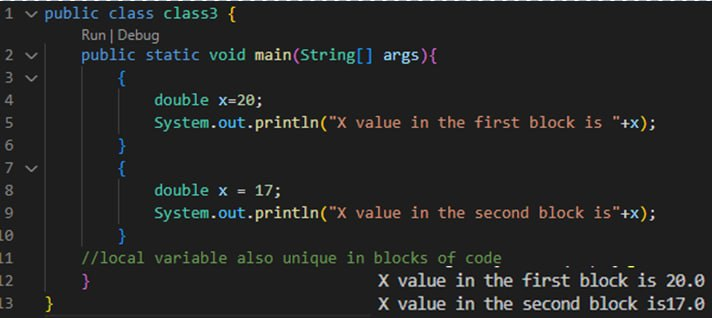 1 public class class3 {
Run | Debug
2 public static void main(String[] args){
3 {
4 double x=20;
5 System.out.println("X value in the first block is "+x);
6 }
7 {
8 double x = 17;
9 System.out.println("X value in the second block is"+x);
10 }
11 //local variable also unique in blocks of code
12 }
X value in the first block is 20.0
13 }
X value in the second block is17.0